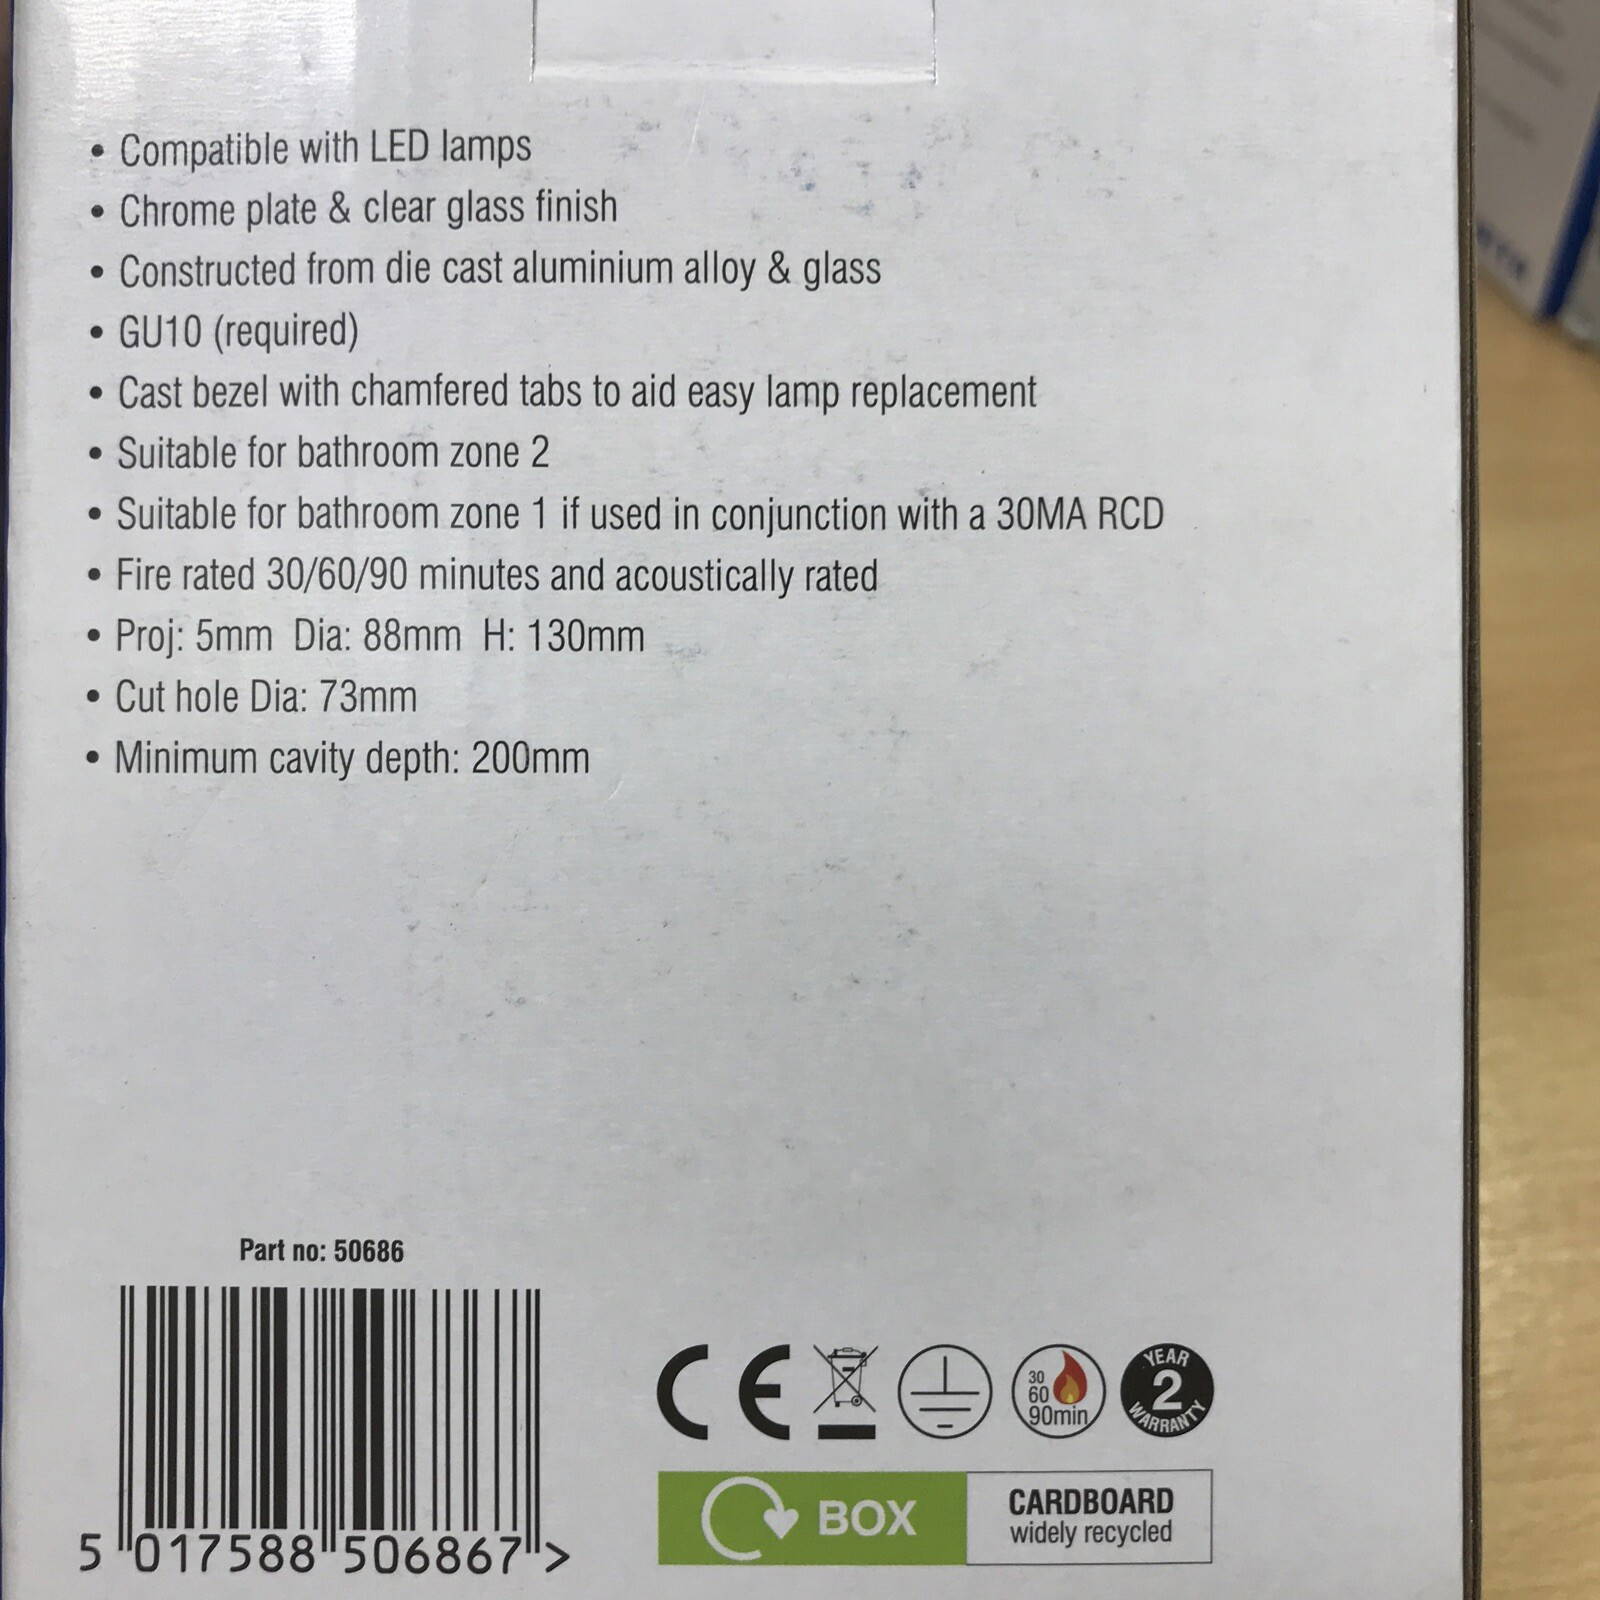 • Compatible with LED lamps
• Chrome plate & clear glass finish
• Constructed from die cast aluminium alloy & glass
• GU10 (required)
• Cast bezel with chamfered tabs to aid easy lamp replacement
• Suitable for bathroom zone 2
• Suitable for bathroom zone 1 if used in conjunction with a 30MA RCD
• Fire rated 30/60/90 minutes and acoustically rated
• Proj: 5mm Dia: 88mm H: 130mm
• Cut hole Dia: 73mm
• Minimum cavity depth: 200mm
Part no: 50686
5 017588 506867 >
CE
30
60
90min
YEAR
2
WARRANTY
BOX
CARDBOARD
widely recycled